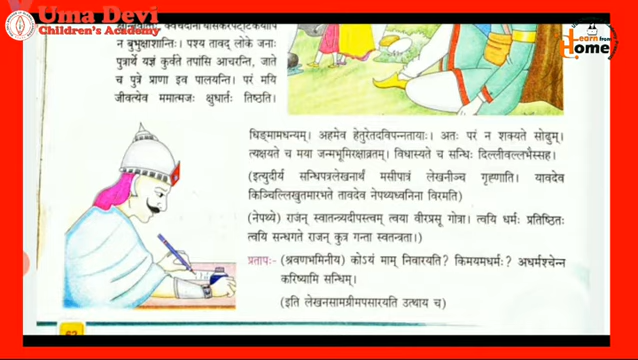 Uma Devi
Children's Academy
Learn from
Home
न बुभुक्षाशान्तिः। पश्य तावद् लोके जनाः
पुत्रार्थे यज्ञं कुर्वते तपांसि आचरन्ति, जाते
च पुत्रे प्राणा इव पालयन्ति। परं मयि
जीवत्येव ममात्मजः क्षुधार्तः तिष्ठति।
धिङ्मामधन्यम्। अहमेव हेतुरेतदविपन्नतायाः। अतः परं न शक्यते सोढुम्।
त्यक्ष्यते च मया जन्मभूमिरक्षाव्रतम्। विधास्यते च सन्धिः दिल्लीवल्लभैस्सह।
(इत्युदीर्य सन्धिपत्रलेखनार्थं मसीपात्रं लेखनीञ्च गृह्णाति। यावदेव
किञ्चिल्लिखुतमारभते तावदेव नेपथ्यध्वनिना विरमति)
(नेपथ्ये) राजन् स्वातन्त्र्यदीपस्त्वम् त्वया वीरप्रसू गोत्रा। त्वयि धर्मः प्रतिष्ठितः
त्वयि सन्धगते राजन् कुत्र गन्ता स्वतन्त्रता।)
प्रतापः- (श्रवणभमिनीय) कोऽयं माम् निवारयति? किमयमधर्मः? अधर्मश्चेन्न
करिष्यामि सन्धिम्।
(इति लेखनसामग्रीमपसारयति उत्थाय च)